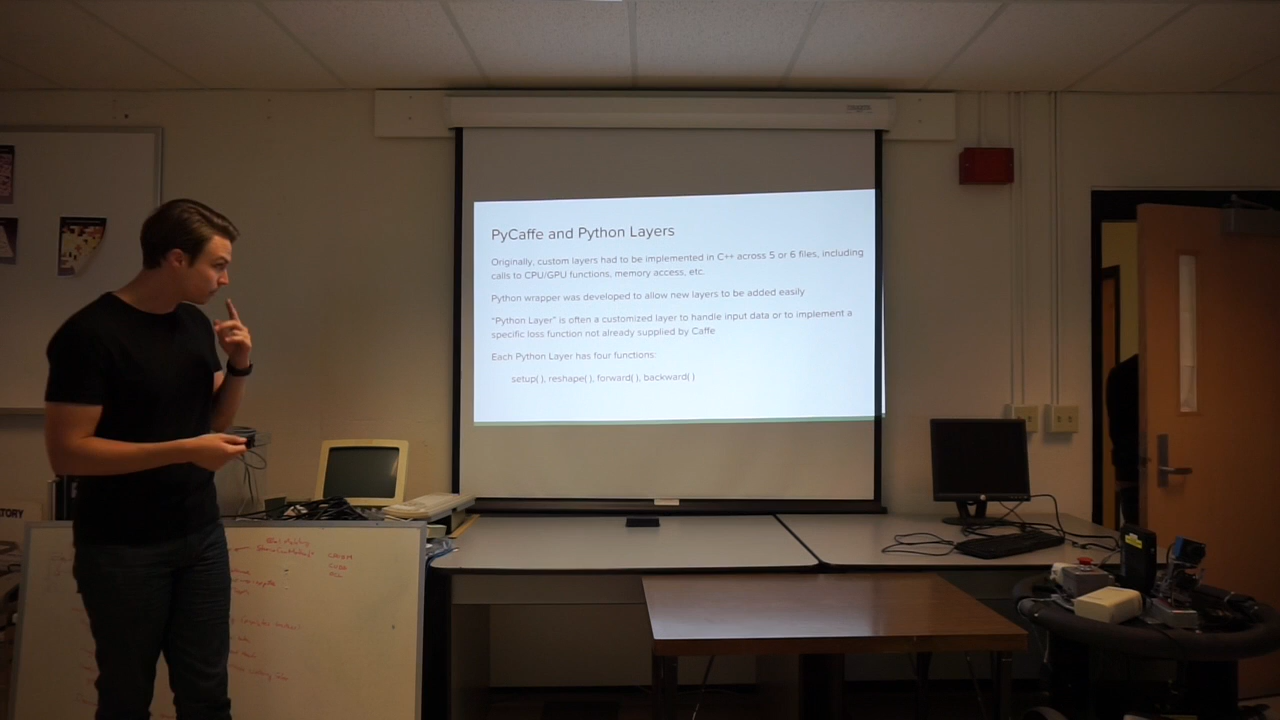 PyCaffe and Python Layers
Originally, custom layers had to be implemented in C++ across 5 or 6 files, including
calls to CPU/GPU functions, memory access, etc.
Python wrapper was developed to allow new layers to be added easily
"Python Layer" is often a customized layer to handle input data or to implement a
specific loss function not already supplied by Caffe
Each Python Layer has four functions:
setup( ), reshape( ), forward( ), backward( )